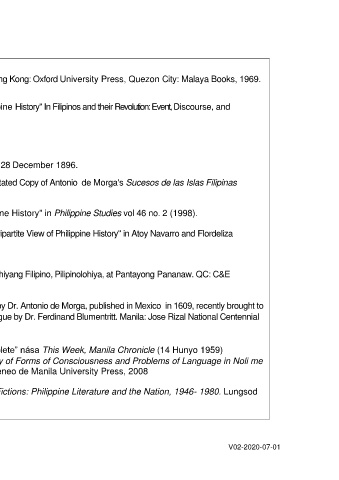 ng Kong: Oxford University Press, Quezon City: Malaya Books, 1969.
ine History" In Filipinos and their Revolution: Event, Discourse, and
28 December 1896.
tated Copy of Antonio de Morga's Sucesos de las Islas Filipinas
ne History" in Philippine Studies vol 46 no. 2 (1998).
ipartite View of Philippine History" in Atoy Navarro and Flordeliza
hiyang Filipino, Pilipinolohiya, at Pantayong Pananaw. QC: C&E
by Dr. Antonio de Morga, published in Mexico in 1609, recently brought to
gue by Dr. Ferdinand Blumentritt. Manila: Jose Rizal National Centennial
lete" nása This Week, Manila Chronicle (14 Hunyo 1959)
y of Forms of Consciousness and Problems of Language in Noli me
eneo de Manila University Press, 2008
ictions: Philippine Literature and the Nation, 1946- 1980. Lungsod
V02-2020-07-01